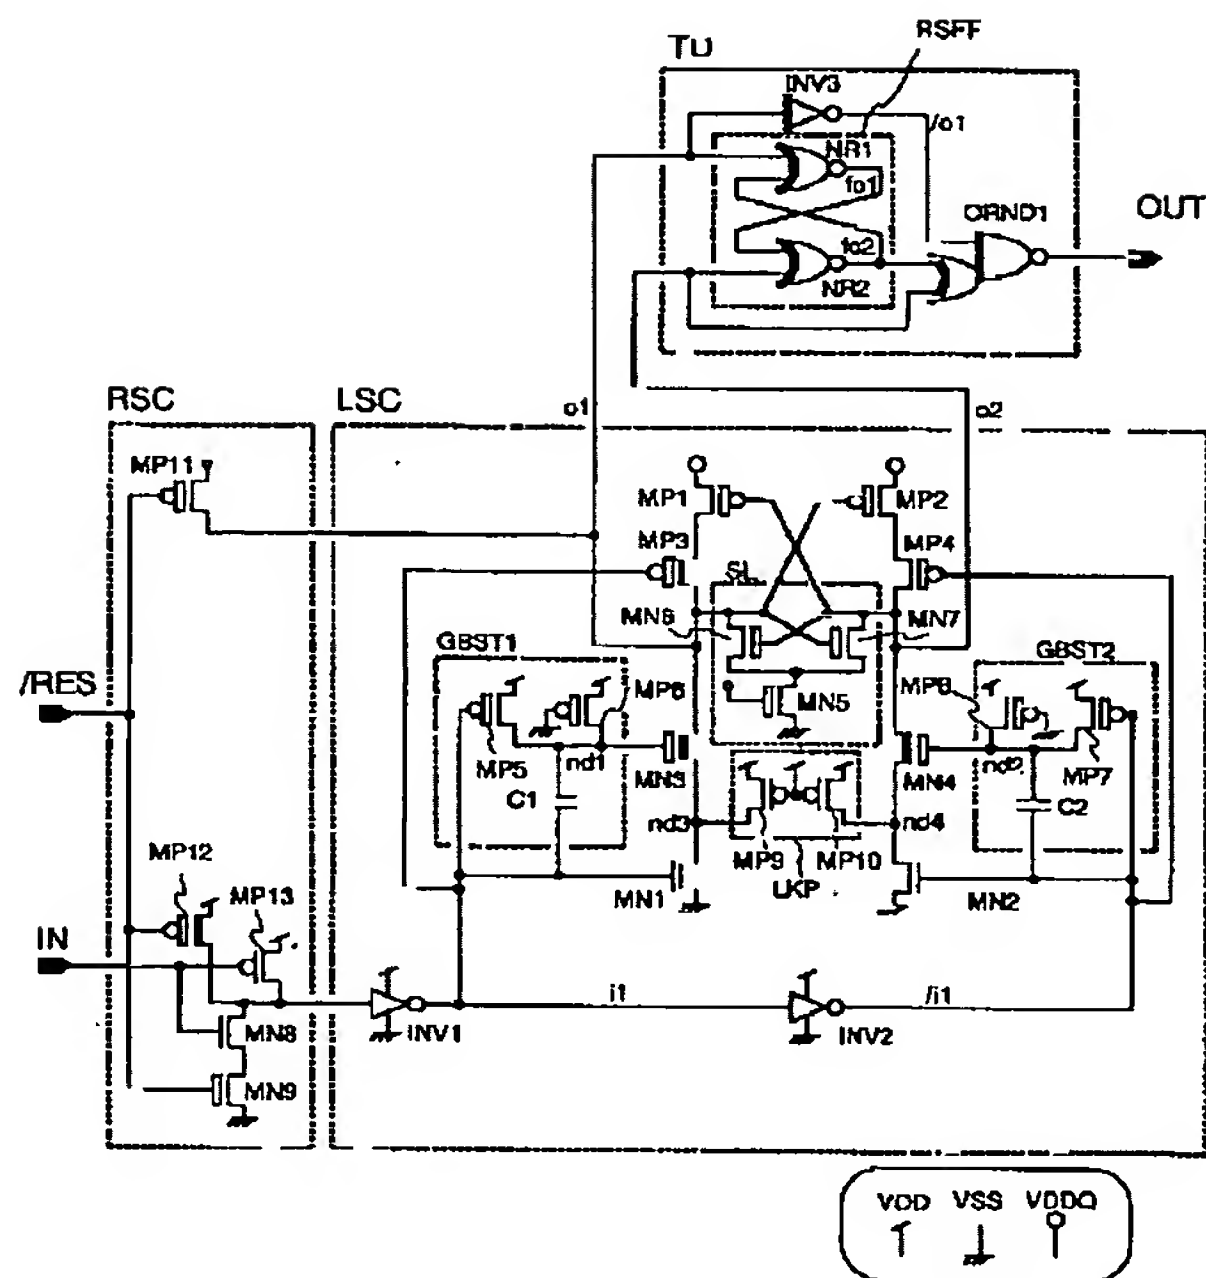 RSFF
TU
INV3
/o1
NR1
fo1
ORND1
OUT
fo2
NR2
RSC
LSC
o1
o2
MP11
MP1
MP2
MP3
MP4
SL
MN6
MN7
GBST1
GBST2
/RES
MP6
MP8
MN5
MP5
nd1
MN3
MN4
nd2
MP7
C1
C2
nd3
nd4
MP12
MP9
MP10
MP13
MN1
LKP
MN2
IN
i1
/i1
MN8
INV1
INV2
MN9
VDD
VSS
VDDQ